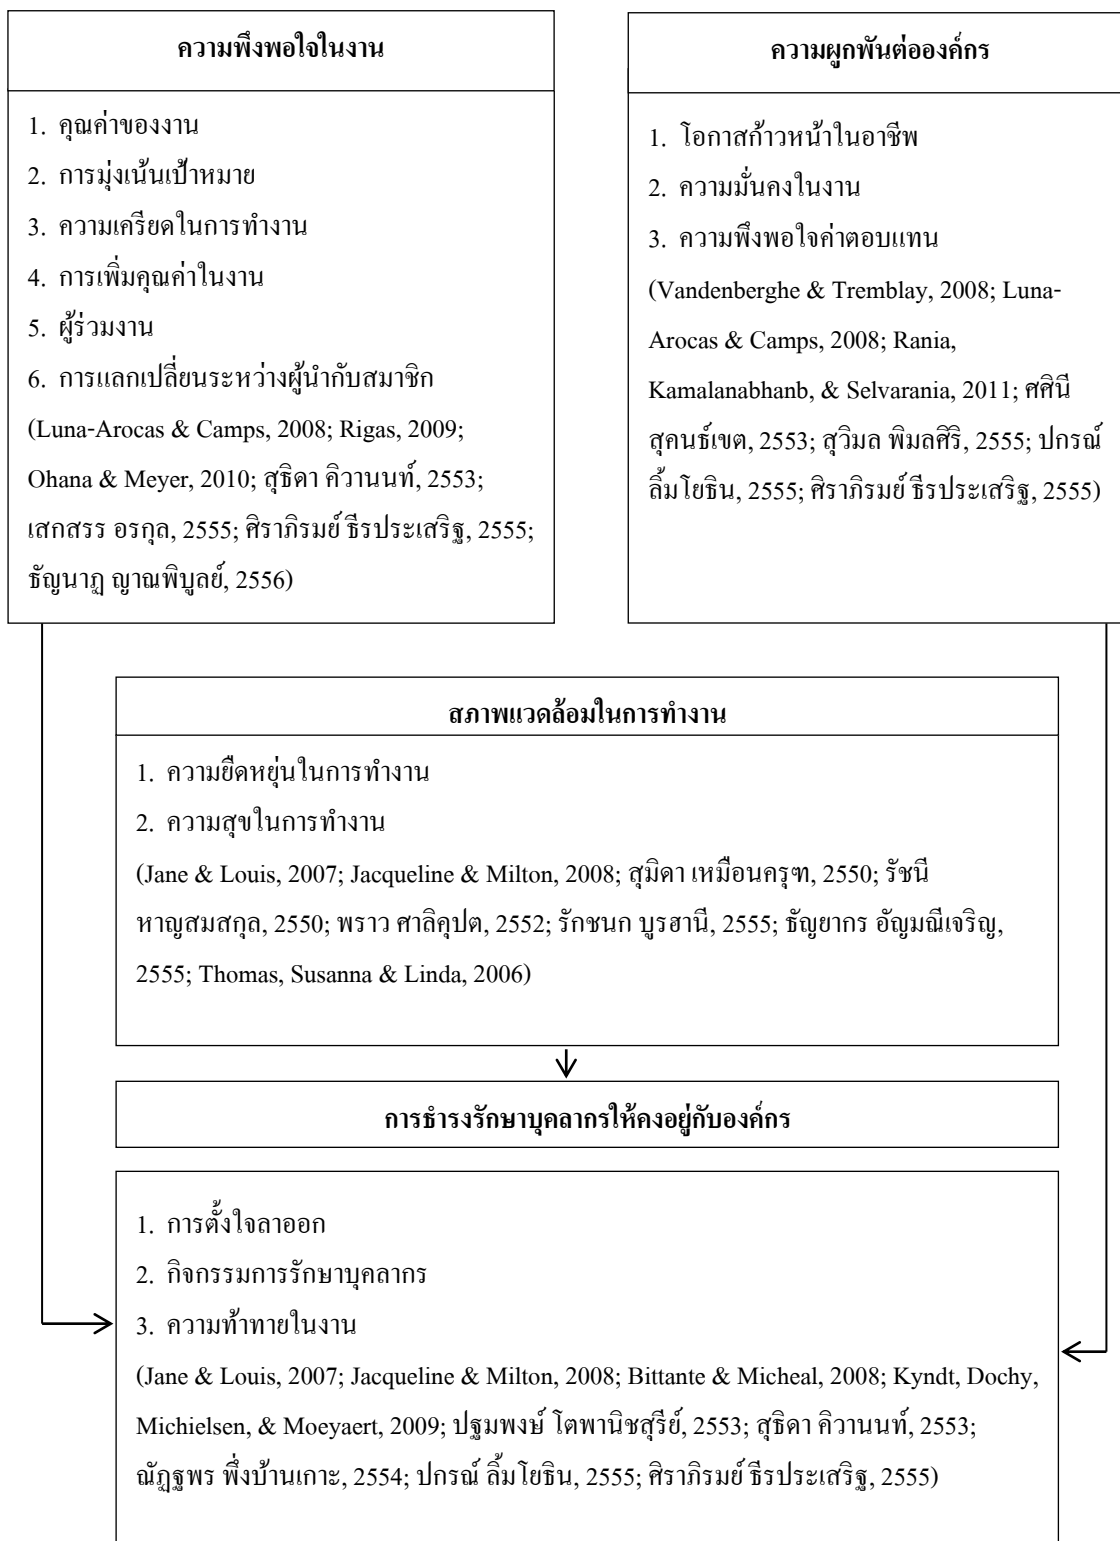 ความพึงพอใจในงาน
1. คุณค่าของงาน
2. การมุ่งเน้นเป้าหมาย
3. ความเครียดในการทำงาน
4. การเพิ่มคุณค่าในงาน
5. ผู้ร่วมงาน
6. การแลกเปลี่ยนระหว่างผู้นำกับสมาชิก
(Luna-Arocas & Camps, 2008; Rigas, 2009;
Ohana & Meyer, 2010; สุธิดา คิวานนท์, 2553;
เสกสรร อรกุล, 2555; ศิราภิรมย์ ธีรประเสริฐ, 2555;
ธัญนาฏ ญาณพิบูลย์, 2556)
ความผูกพันต่อองค์กร
1. โอกาสก้าวหน้าในอาชีพ
2. ความมั่นคงในงาน
3. ความพึงพอใจค่าตอบแทน
(Vandenberghe & Tremblay, 2008; Luna-
Arocas & Camps, 2008; Rania,
Kamalanabhanb, & Selvarania, 2011; ศศินี
สุคนธ์เขต, 2553; สุวิมล พิมลศิริ, 2555; ปกรณ์
ลิ้มโยธิน, 2555; ศิราภิรมย์ ธีรประเสริฐ, 2555)
สภาพแวดล้อมในการทำงาน
1. ความยืดหยุ่นในการทำงาน
2. ความสุขในการทำงาน
(Jane & Louis, 2007; Jacqueline & Milton, 2008; สุมิดา เหมือนครุฑ, 2550; รัชนี
หาญสมสกุล, 2550; พราว ศาลิคุปต, 2552; รักชนก บูรฮานี, 2555; ธัญยากร อัญมณีเจริญ,
2555; Thomas, Susanna & Linda, 2006)
การธำรงรักษาบุคลากรให้คงอยู่กับองค์กร
1. การตั้งใจลาออก
2. กิจกรรมการรักษาบุคลากร
3. ความท้าทายในงาน
(Jane & Louis, 2007; Jacqueline & Milton, 2008; Bittante & Micheal, 2008; Kyndt, Dochy,
Michielsen, & Moeyaert, 2009; ปฐมพงษ์ โตพานิชสุรีย์, 2553; สุธิดา คิวานนท์, 2553;
ณัฏฐพร พึ่งบ้านเกาะ, 2554; ปกรณ์ ลิ้มโยธิน, 2555; ศิราภิรมย์ ธีรประเสริฐ, 2555)